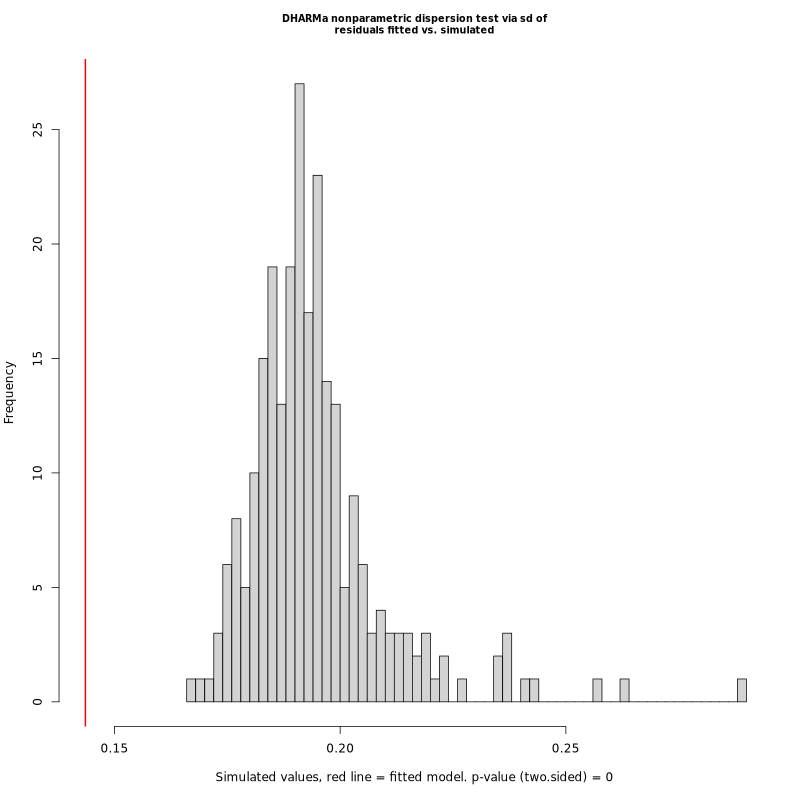 DHARMa nonparametric dispersion test via sd of
residuals fitted vs. simulated
Frequency
25
20
15
10
5
0
0.15 0.20 0.25
Simulated values, red line = fitted model. p-value (two.sided) = 0